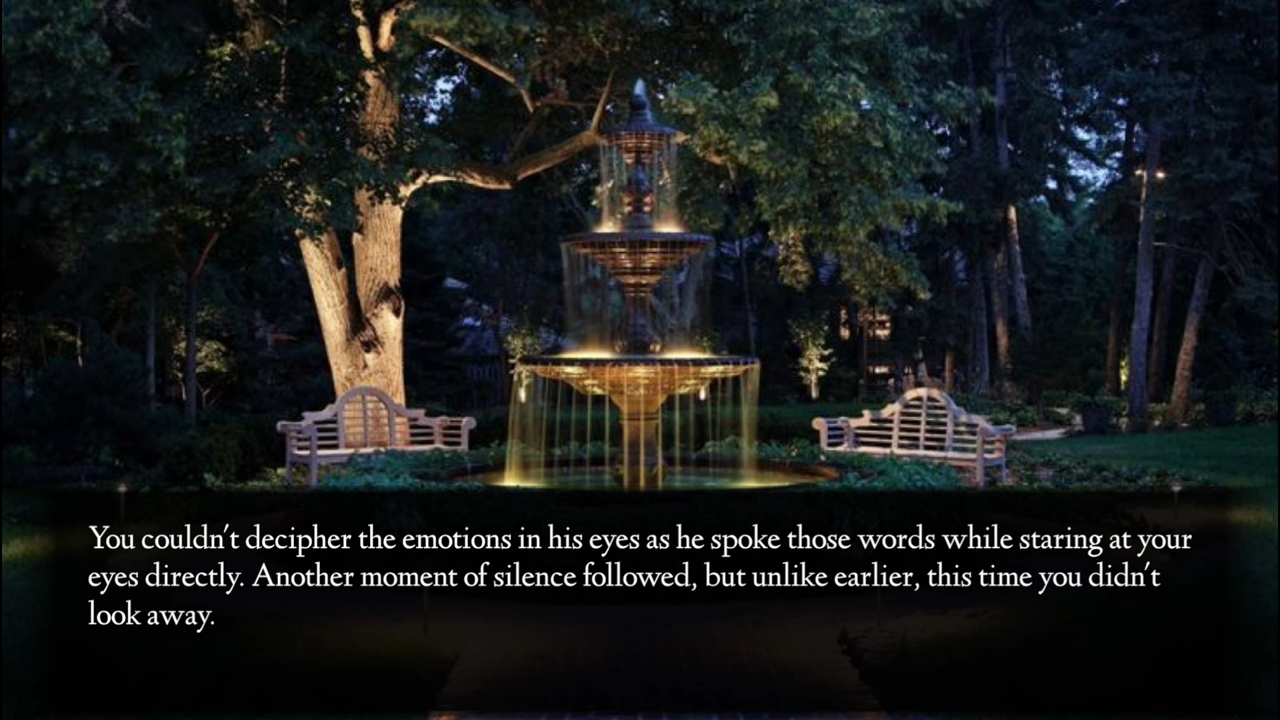 You couldn't decipher the emotions in his eyes as he spoke those words while staring at your
eyes directly. Another moment of silence followed, but unlike earlier, this time you didn't
look away.